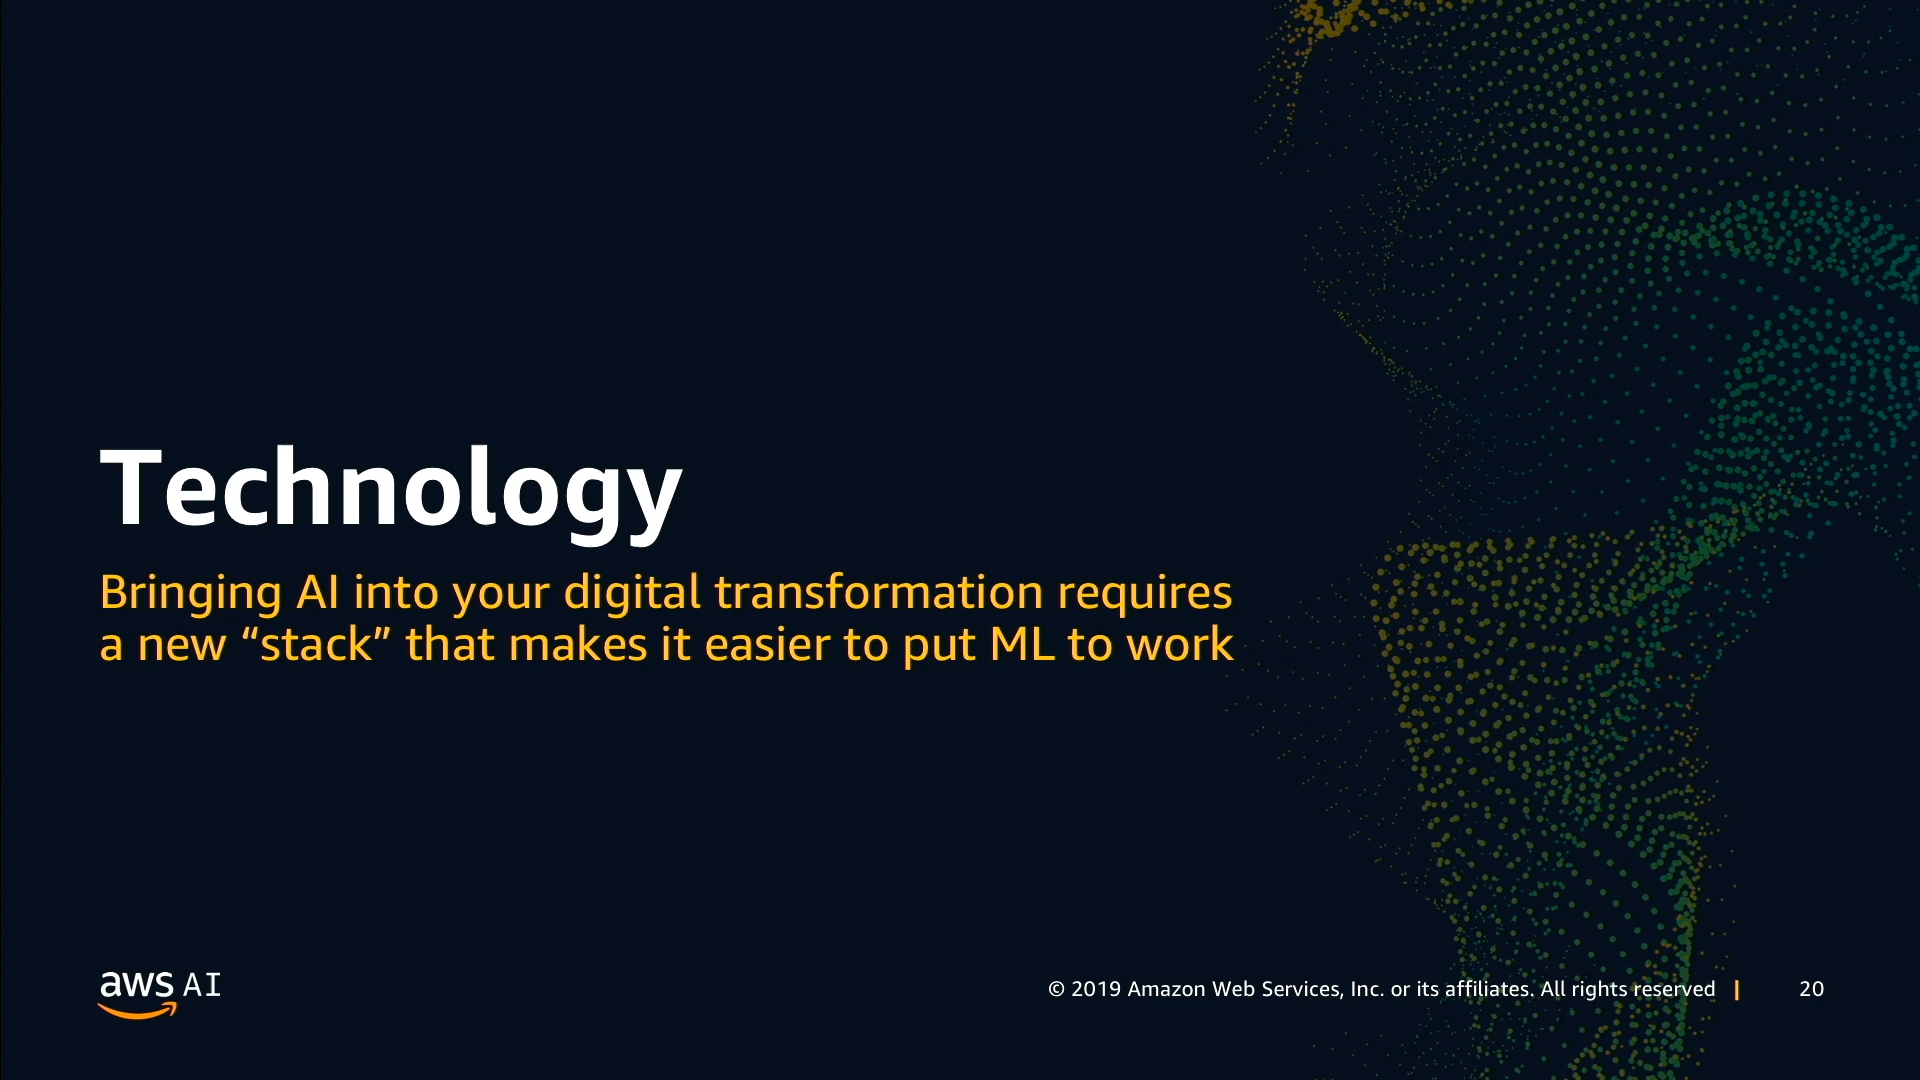 Technology
Bringing AI into your digital transformation requires
a new “stack” that makes it easier to put ML to work
aws AI
© 2019 Amazon Web Services, Inc. or its affiliates. All rights reserved | 20